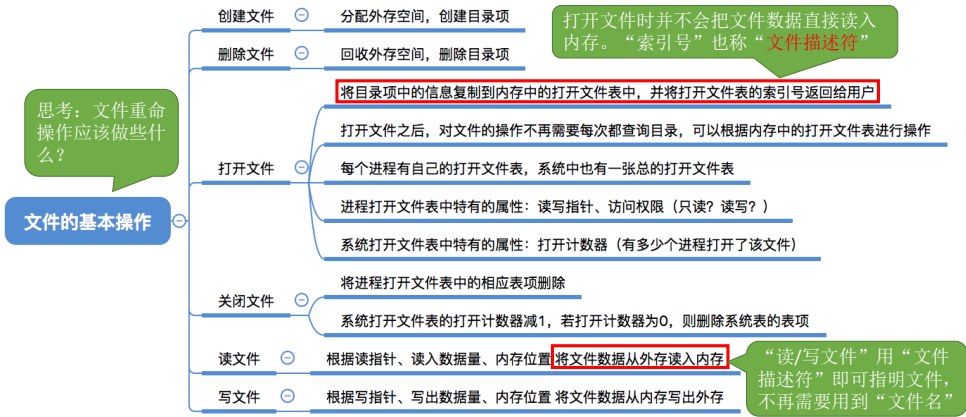 创建文件
分配外存空间，创建目录项
打开文件时并不会把文件数据直接读入
内存。“索引号”也称“文件描述符”
删除文件
回收外存空间，删除目录项
思考：文件重命
操作应该做些什
么？
将目录项中的信息复制到内存中的打开文件表中，并将打开文件表的索引号返回给用户
打开文件之后，对文件的操作不再需要每次都查询目录，可以根据内存中的打开文件表进行操作
打开文件
每个进程有自己的打开文件表，系统中也有一张总的打开文件表
进程打开文件表中特有的属性：读写指针、访问权限（只读？读写？）
系统打开文件表中特有的属性：打开计数器（有多少个进程打开了该文件）
文件的基本操作
关闭文件
将进程打开文件表中的相应表项删除
系统打开文件表的打开计数器减1，若打开计数器为0，则删除系统表的表项
读文件
根据读指针、读入数据量、内存位置 将文件数据从外存读入内存
写文件
根据写指针、写出数据量、内存位置 将文件数据从内存写出外存
“读/写文件”用“文件
描述符”即可指明文件，
不再需要用到“文件名”